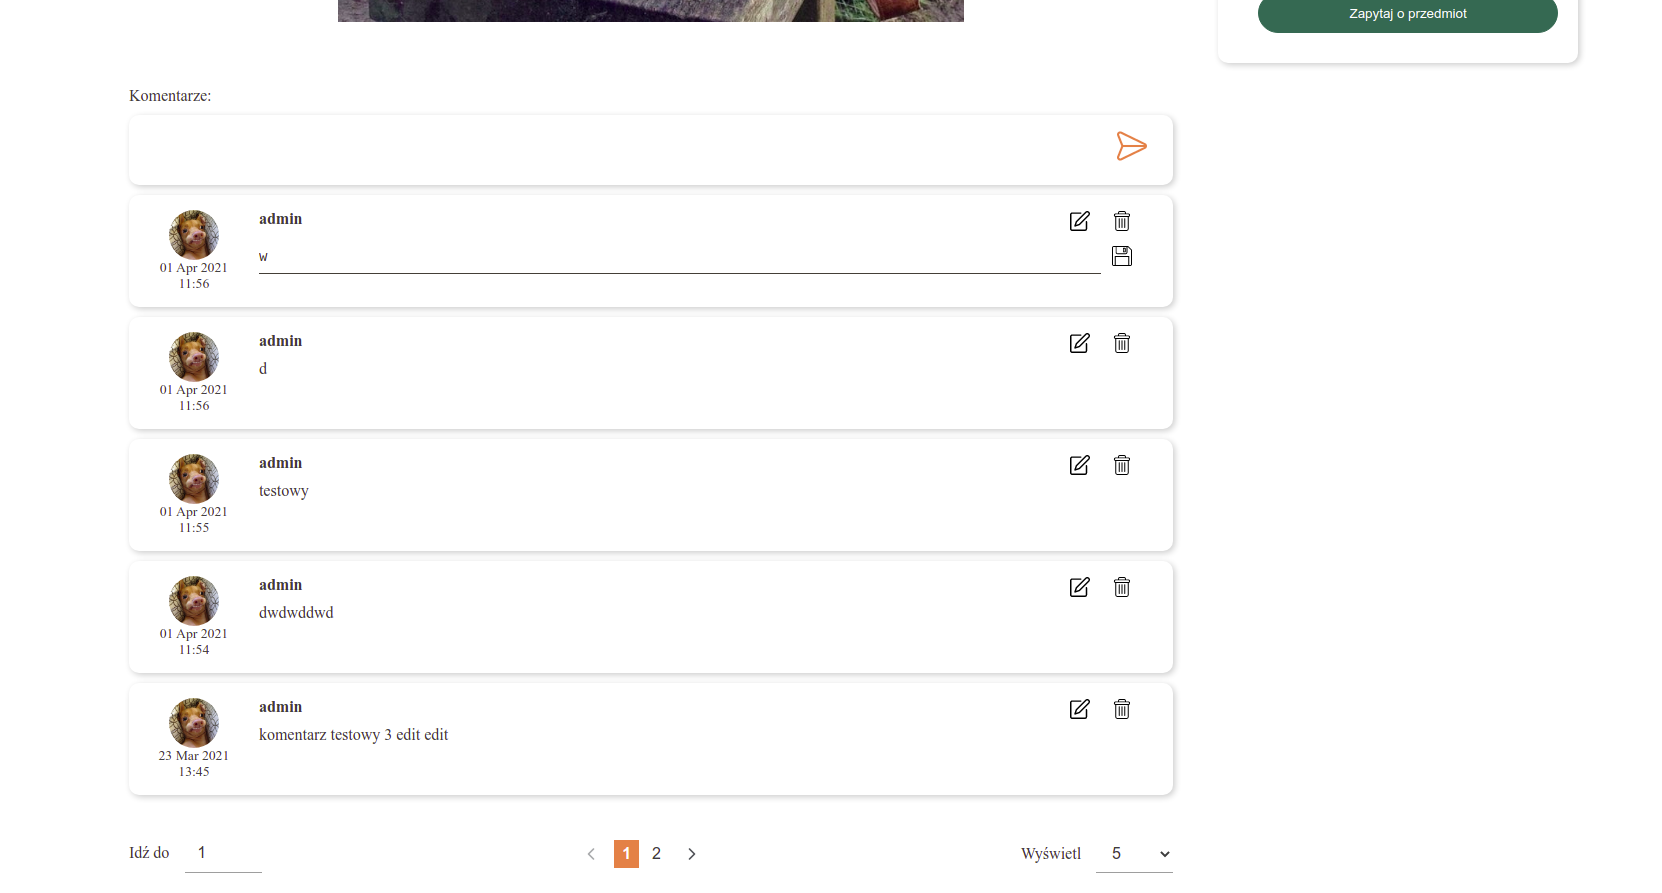 Zapytaj o przedmiot
Komentarze:
admin
w
01 Apr 2021
11:56
admin
d
01 Apr 2021
11:56
admin
testowy
01 Apr 2021
11:55
admin
dwdwddwd
01 Apr 2021
11:54
admin
komentarz testowy 3 edit edit
23 Mar 2021
13:45
Idź do 1 1 2 Wyświetl 5